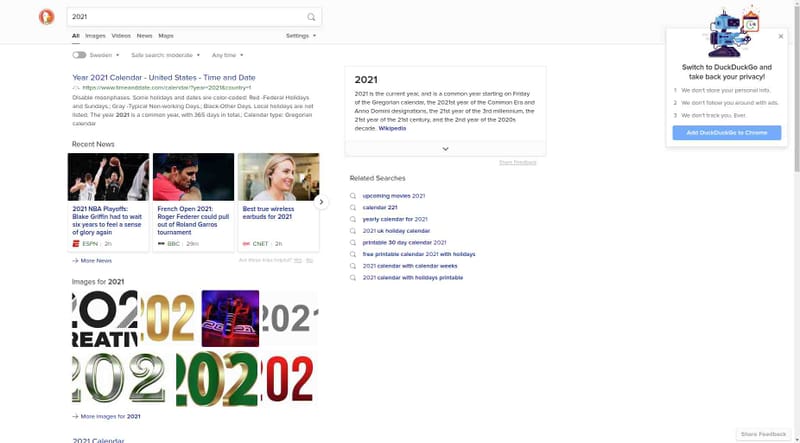 2021
All Images Videos News Maps Settings
Sweden Safe search: moderate Any time
Year 2021 Calendar - United States - Time and Date
https://www.timeanddate.com/calendar/?year=2021&country=1
Disable moonphases. Some holidays and dates are color-coded: Red -Federal Holidays
and Sundays.; Gray -Typical Non-working Days.; Black-Other Days. Local holidays are not
listed. The year 2021 is a common year, with 365 days in total.; Calendar type: Gregorian
calendar
Recent News
2021 NBA Playoffs:
Blake Griffin had to wait
six years to feel a sense
of glory again
ESPN 2h
French Open 2021:
Roger Federer could pull
out of Roland Garros
tournament
BBC 29m
Best true wireless
earbuds for 2021
CNET 2h
More News
Are these links helpful? Yes No
Images for 2021
202
CREATIV
202
2021
2021
202
202
202
More Images for 2021
2021 Calendar
2021
2021 is the current year, and is a common year starting on Friday
of the Gregorian calendar, the 2021st year of the Common Era and
Anno Domini designations, the 21st year of the 3rd millennium, the
21st year of the 21st century, and the 2nd year of the 2020s
decade. Wikipedia
Share Feedback
Related Searches
upcoming movies 2021
calendar 221
yearly calendar for 2021
2021 uk holiday calendar
printable 30 day calendar 2021
free printable calendar 2021 with holidays
2021 calendar with calendar weeks
2021 calendar with holidays printable
Switch to DuckDuckGo and
take back your privacy!
1 We don't store your personal info.
2 We don't follow you around with ads.
3 We don't track you. Ever.
Add DuckDuckGo to Chrome
Share Feedback